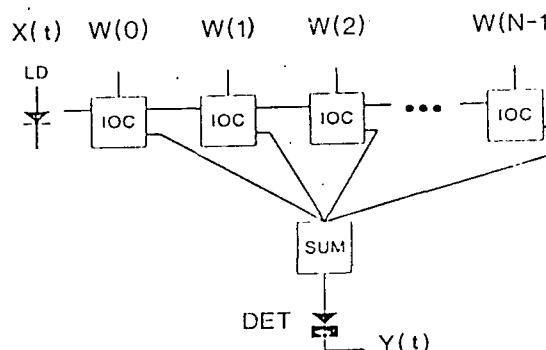 X(t) W(0) W(1) W(2) W(N-1
LD
IOC IOC IOC ••• IOC
SUM
DET
Y(t)